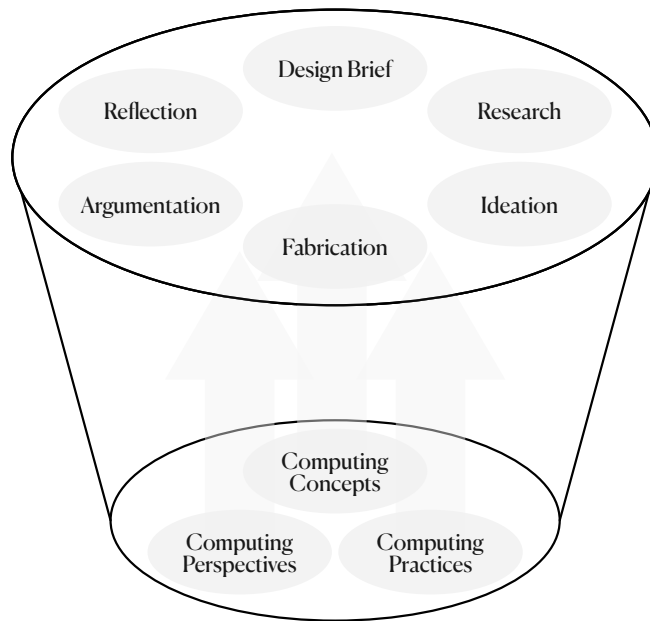 Design Brief
Reflection
Research
Argumentation
Ideation
Fabrication
Computing
Concepts
Computing
Perspectives
Computing
Practices